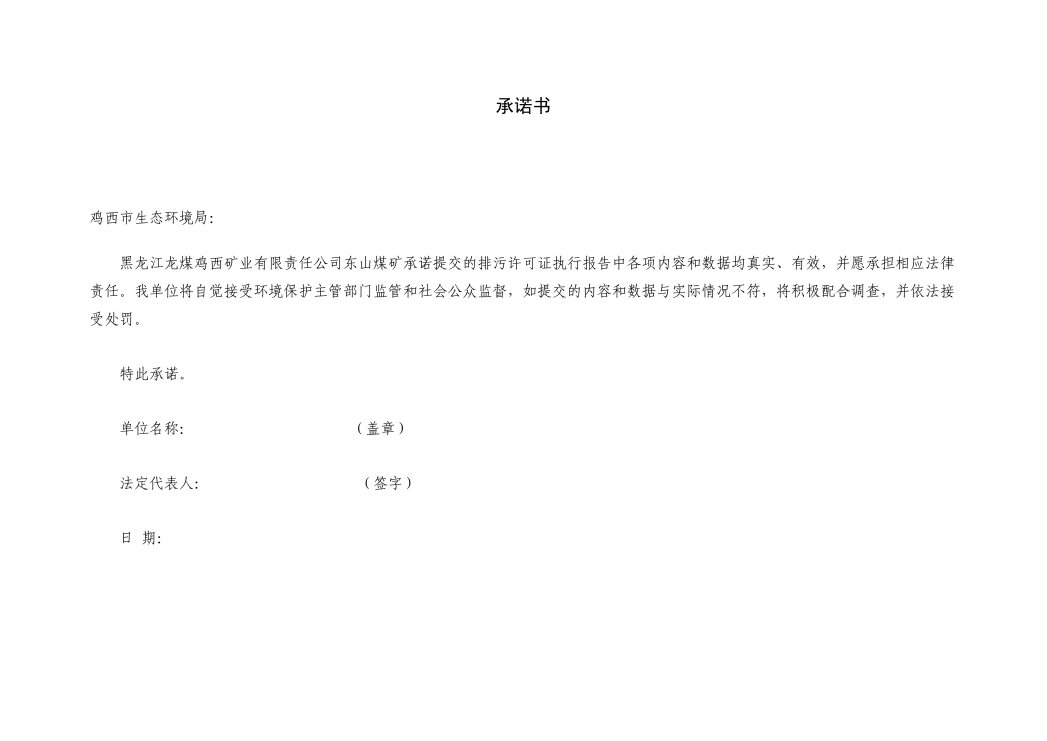 承诺书
鸡西市生态环境局：
黑龙江龙煤鸡西矿业有限责任公司东山煤矿承诺提交的排污许可证执行报告中各项内容和数据均真实、有效，并愿承担相应法律
责任。我单位将自觉接受环境保护主管部门监管和社会公众监督，如提交的内容和数据与实际情况不符，将积极配合调查，并依法接
受处罚。
特此承诺。
单位名称： （盖章）
法定代表人： （签字）
日 期：